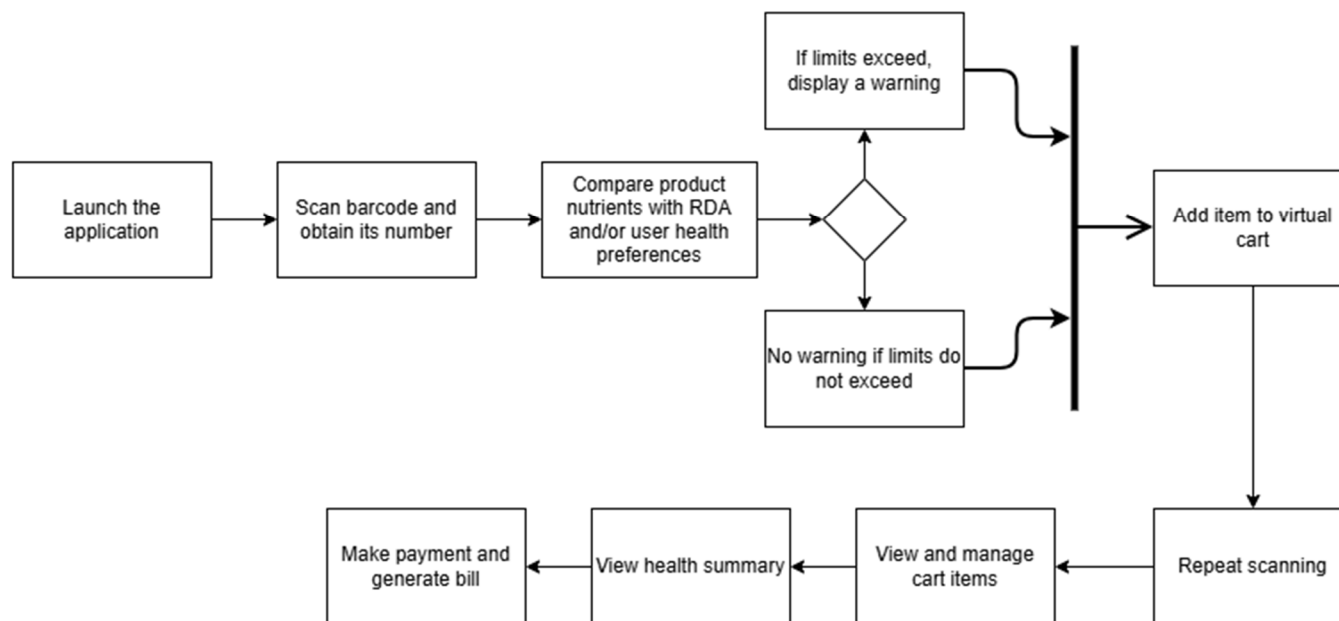 Launch the
application
Scan barcode and
obtain its number
Compare product
nutrients with RDA
and/or user health
preferences
If limits exceed,
display a warning
No warning if limits do
not exceed
Add item to virtual
cart
Repeat scanning
View and manage
cart items
View health summary
Make payment and
generate bill